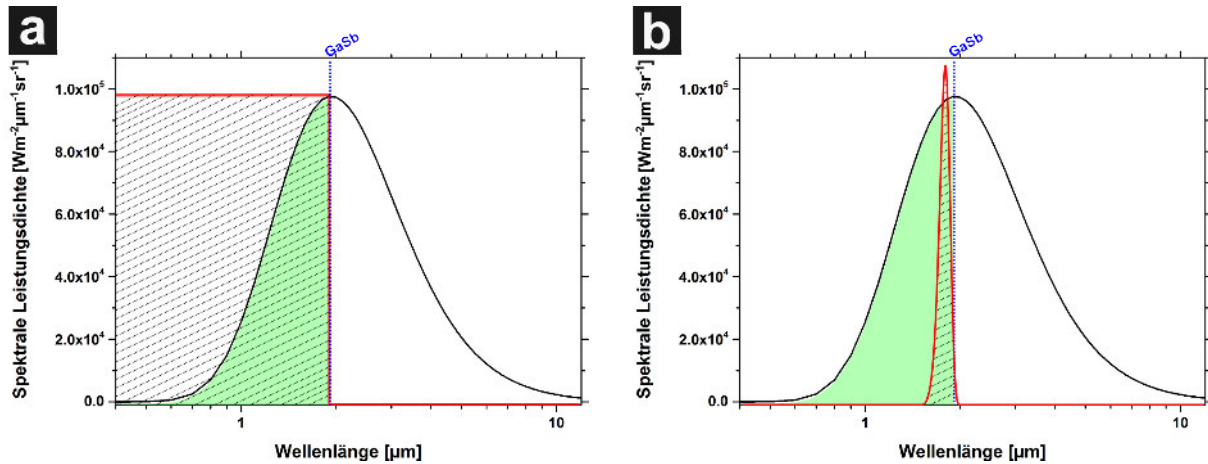 a
GaSb
Spektrale Leistungsdichte [Wm⁻²µm⁻¹sr⁻¹]
1.0x10⁵
8.0x10⁴
6.0x10⁴
4.0x10⁴
2.0x10⁴
0.0
1
10
Wellenlänge [µm]
b
GaSb
Spektrale Leistungsdichte [Wm⁻²µm⁻¹sr⁻¹]
1.0x10⁵
8.0x10⁴
6.0x10⁴
4.0x10⁴
2.0x10⁴
0.0
1
10
Wellenlänge [µm]